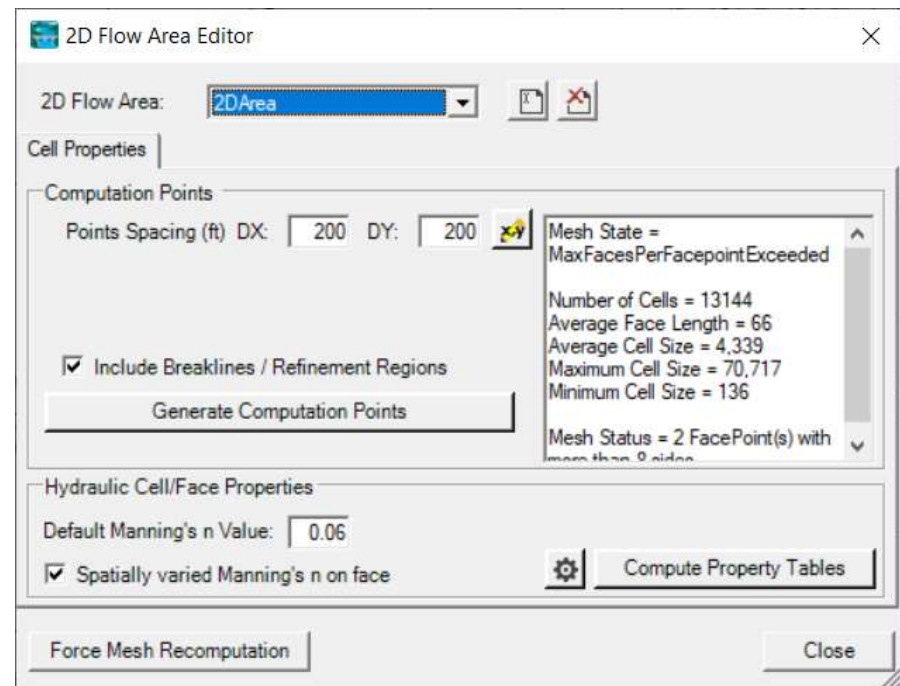 2D Flow Area Editor
2D Flow Area: 2DArea
Cell Properties
Computation Points
Points Spacing (ft) DX: 200 DY: 200
Mesh State =
MaxFacesPerFacepointExceeded
Number of Cells = 13144
Average Face Length = 66
Average Cell Size = 4,339
Maximum Cell Size = 70,717
Minimum Cell Size = 136
Mesh Status = 2 FacePoint(s) with
more than 8 sides
Include Breaklines / Refinement Regions
Generate Computation Points
Hydraulic Cell/Face Properties
Default Manning's n Value: 0.06
Spatially varied Manning's n on face
Compute Property Tables
Force Mesh Recomputation
Close